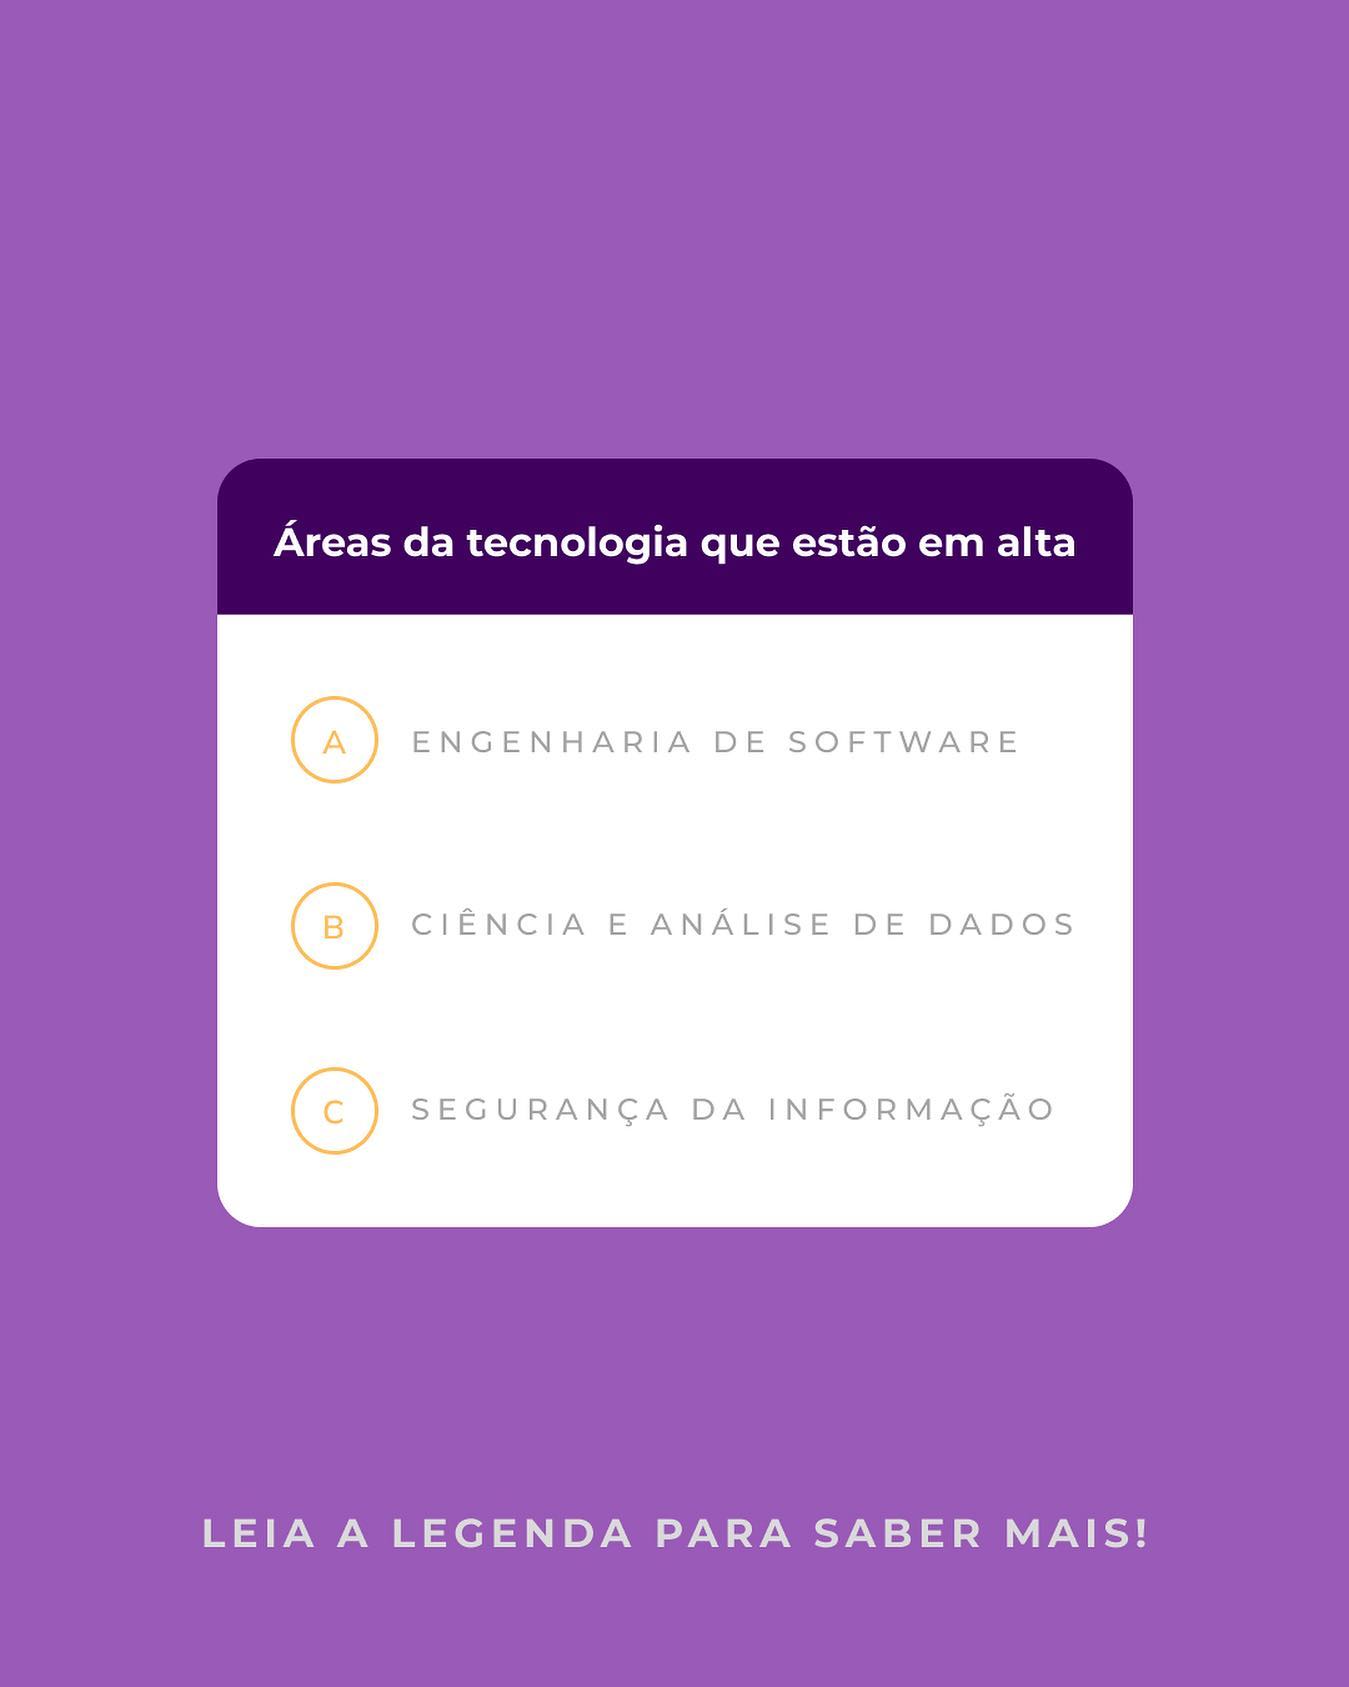 Áreas da tecnologia que estão em alta
A ENGENHARIA DE SOFTWARE
B CIÊNCIA E ANÁLISE DE DADOS
C SEGURANÇA DA INFORMAÇÃO
LEIA A LEGENDA PARA SABER MAIS!